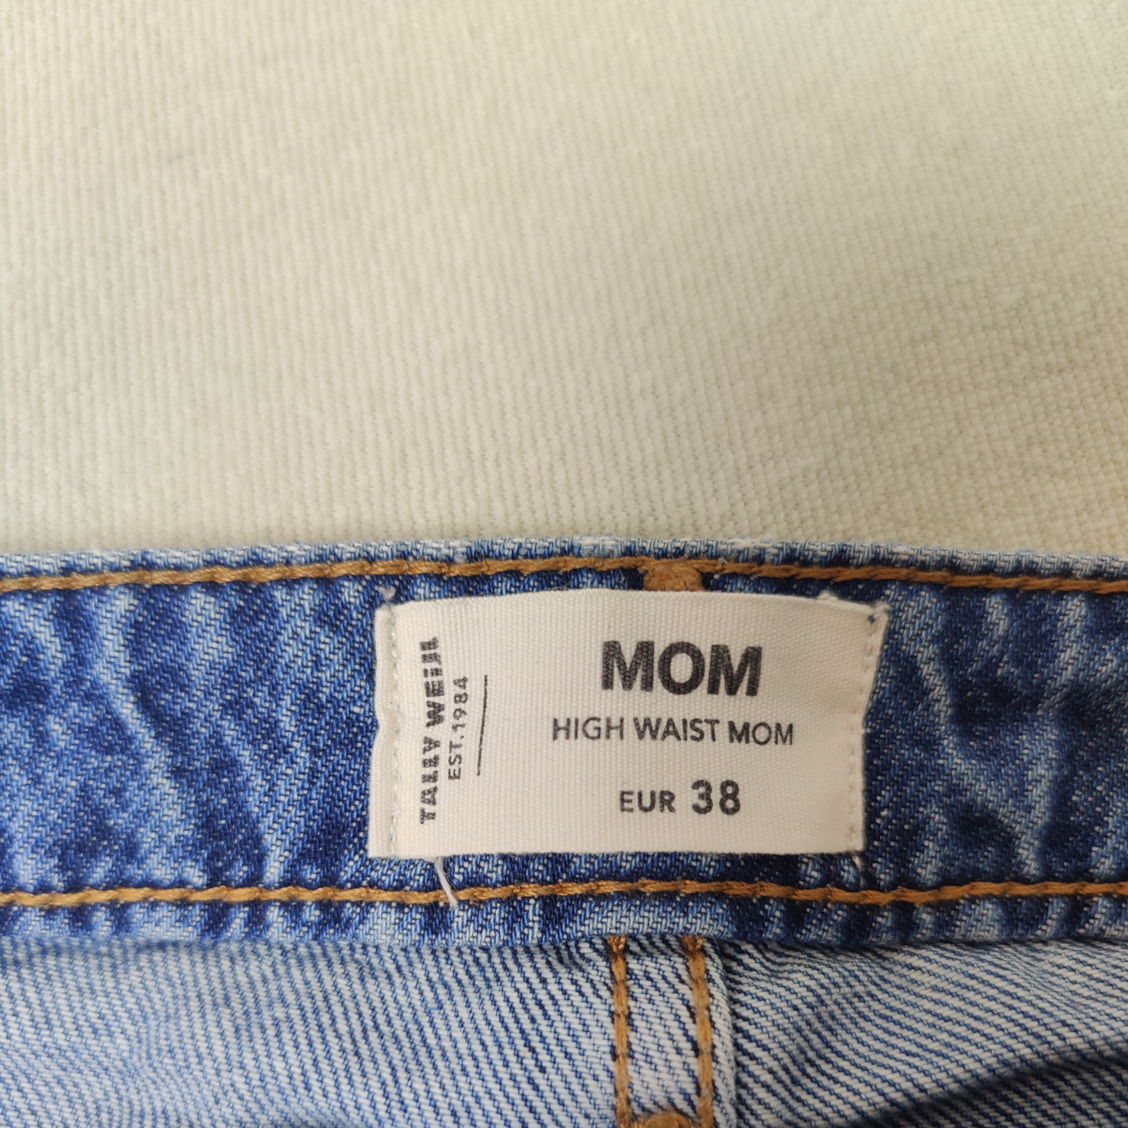 TALLY WEiJL
EST.1984
MOM
HIGH WAIST MOM
EUR 38